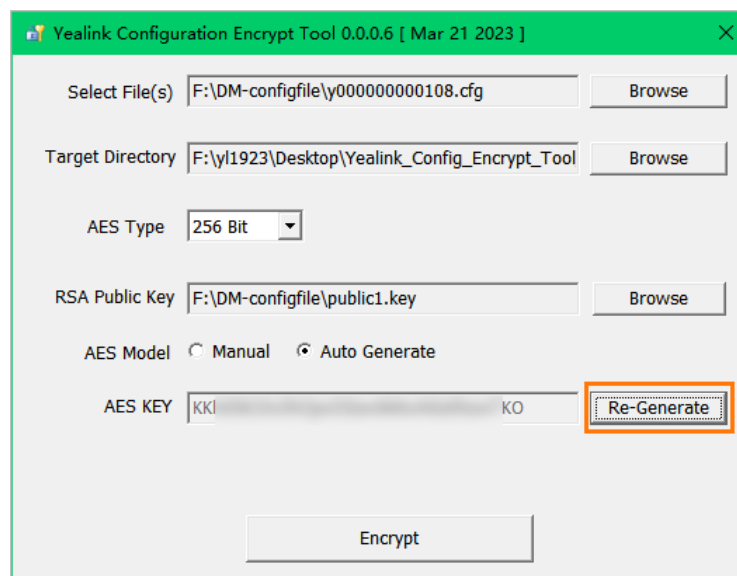 Yealink Configuration Encrypt Tool 0.0.0.6 [ Mar 21 2023 ]
Select File(s) F:\DM-configfile\y000000000108.cfg Browse
Target Directory F:\yl1923\Desktop\Yealink_Config_Encrypt_Tool Browse
AES Type 256 Bit
RSA Public Key F:\DM-configfile\public1.key Browse
AES Model Manual Auto Generate
AES KEY KO Re-Generate
Encrypt